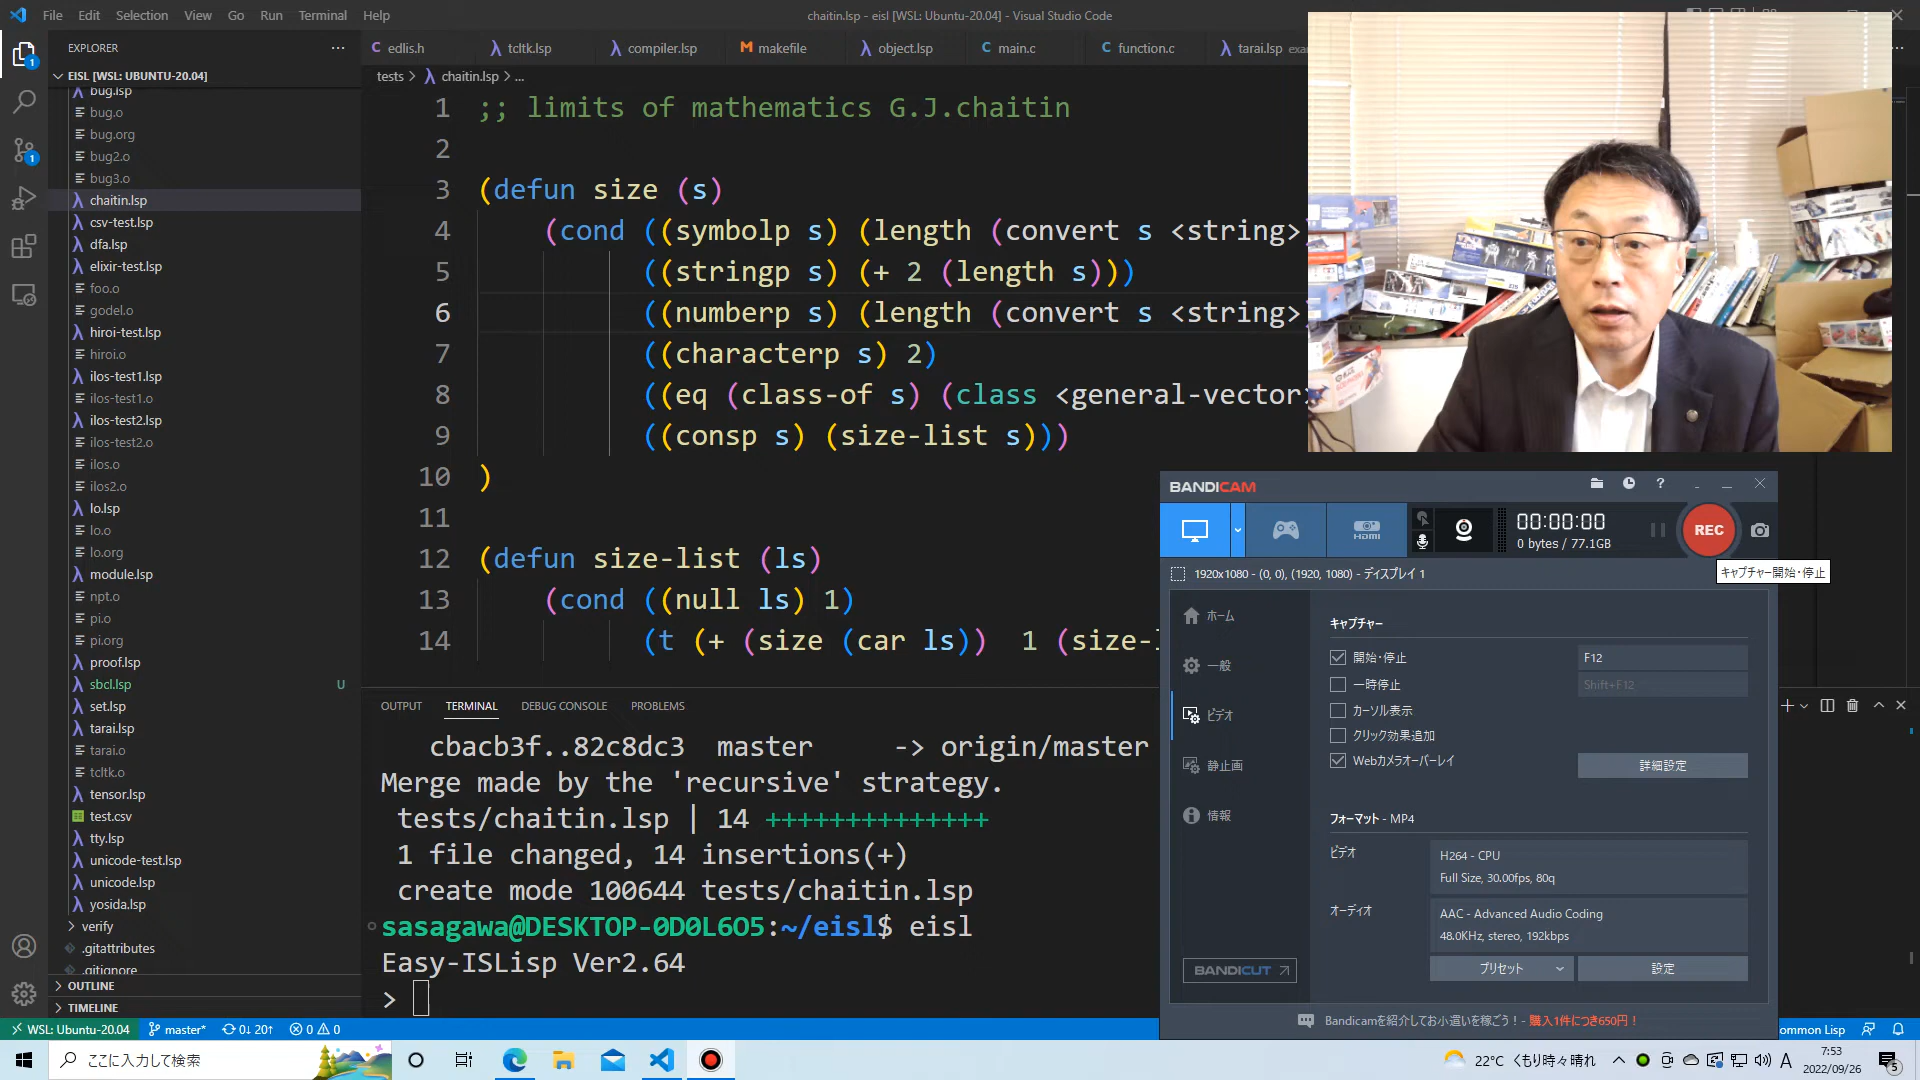 File Edit Selection View Go Run Terminal Help
chaitin.lsp - eisl [WSL: Ubuntu-20.04] - Visual Studio Code
EXPLORER
EISL [WSL: UBUNTU-20.04]
bug.lsp
bug.o
bug.org
bug2.o
bug3.o
chaitin.lsp
csv-test.lsp
dfa.lsp
elixir-test.lsp
foo.o
godel.o
hiroi-test.lsp
hiroi.o
ilos-test1.lsp
ilos-test1.o
ilos-test2.lsp
ilos-test2.o
ilos.o
ilos2.o
lo.lsp
lo.o
lo.org
module.lsp
npt.o
pi.o
pi.org
proof.lsp
sbcl.lsp U
set.lsp
tarai.lsp
tarai.o
tcltk.o
tensor.lsp
test.csv
tty.lsp
unicode-test.lsp
unicode.lsp
yosida.lsp
verify
.gitattributes
.gitignore
OUTLINE
TIMELINE
edlis.h tcltk.lsp compiler.lsp makefile object.lsp main.c function.c tarai.lsp exa
tests > chaitin.lsp > ...
1 ;; limits of mathematics G.J.chaitin
2
3 (defun size (s)
4 (cond ((symbolp s) (length (convert s <string>
5 ((stringp s) (+ 2 (length s)))
6 ((numberp s) (length (convert s <string>
7 ((characterp s) 2)
8 ((eq (class-of s) (class <general-vector>
9 ((consp s) (size-list s)))
10 )
11
12 (defun size-list (ls)
13 (cond ((null ls) 1)
14 (t (+ (size (car ls)) 1 (size-l
OUTPUT TERMINAL DEBUG CONSOLE PROBLEMS
cbacb3f..82c8dc3 master -> origin/master
Merge made by the 'recursive' strategy.
tests/chaitin.lsp | 14 ++++++++++++++
1 file changed, 14 insertions(+)
create mode 100644 tests/chaitin.lsp
sasagawa@DESKTOP-0D0L6O5:~/eisl$ eisl
Easy-ISLisp Ver2.64
>
BANDICAM
HDMI
00:00:00
0 bytes / 77.1GB
REC
1920x1080 - (0, 0), (1920, 1080) - ディスプレイ 1
キャプチャー開始・停止
ホーム
一般
ビデオ
静止画
情報
BANDICUT
キャプチャー
開始・停止 F12
一時停止 Shift+F12
カーソル表示
クリック効果追加
Webカメラオーバーレイ 詳細設定
フォーマット - MP4
ビデオ
H264 - CPU
Full Size, 30.00fps, 80q
オーディオ
AAC - Advanced Audio Coding
48.0KHz, stereo, 192kbps
プリセット 設定
Bandicamを紹介してお小遣いを稼ごう！ - 購入1件につき650円！
WSL: Ubuntu-20.04 master* 0↓ 20↑ 0 0
ommon Lisp
ここに入力して検索
22°C くもり時々晴れ
A
7:53
2022/09/26
5